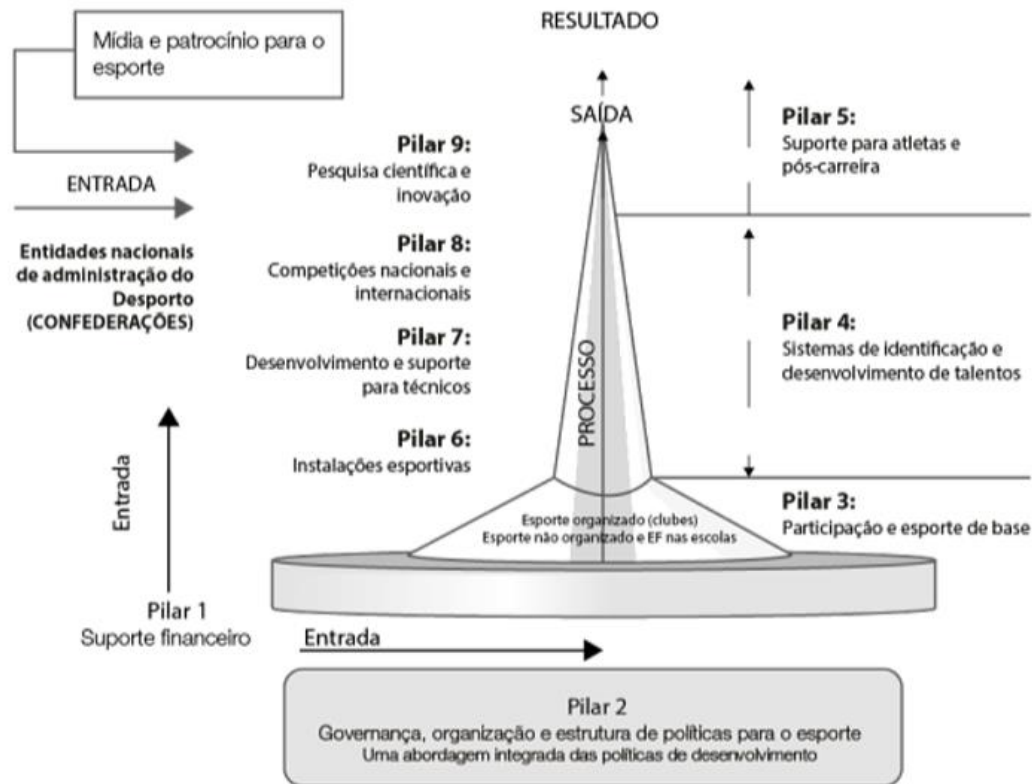 Mídia e patrocínio para o
esporte
ENTRADA
Entidades nacionais
de administração do
Desporto
(CONFEDERAÇÕES)
Entrada
Pilar 1
Suporte financeiro
RESULTADO
SAÍDA
Pilar 9:
Pesquisa científica e
inovação
Pilar 8:
Competições nacionais e
internacionais
Pilar 7:
Desenvolvimento e suporte
para técnicos
Pilar 6:
Instalações esportivas
PROCESSO
Esporte organizado (clubes)
Esporte não organizado e EF nas escolas
Pilar 5:
Suporte para atletas e
pós-carreira
Pilar 4:
Sistemas de identificação e
desenvolvimento de talentos
Pilar 3:
Participação e esporte de base
Entrada
Pilar 2
Governança, organização e estrutura de políticas para o esporte
Uma abordagem integrada das políticas de desenvolvimento